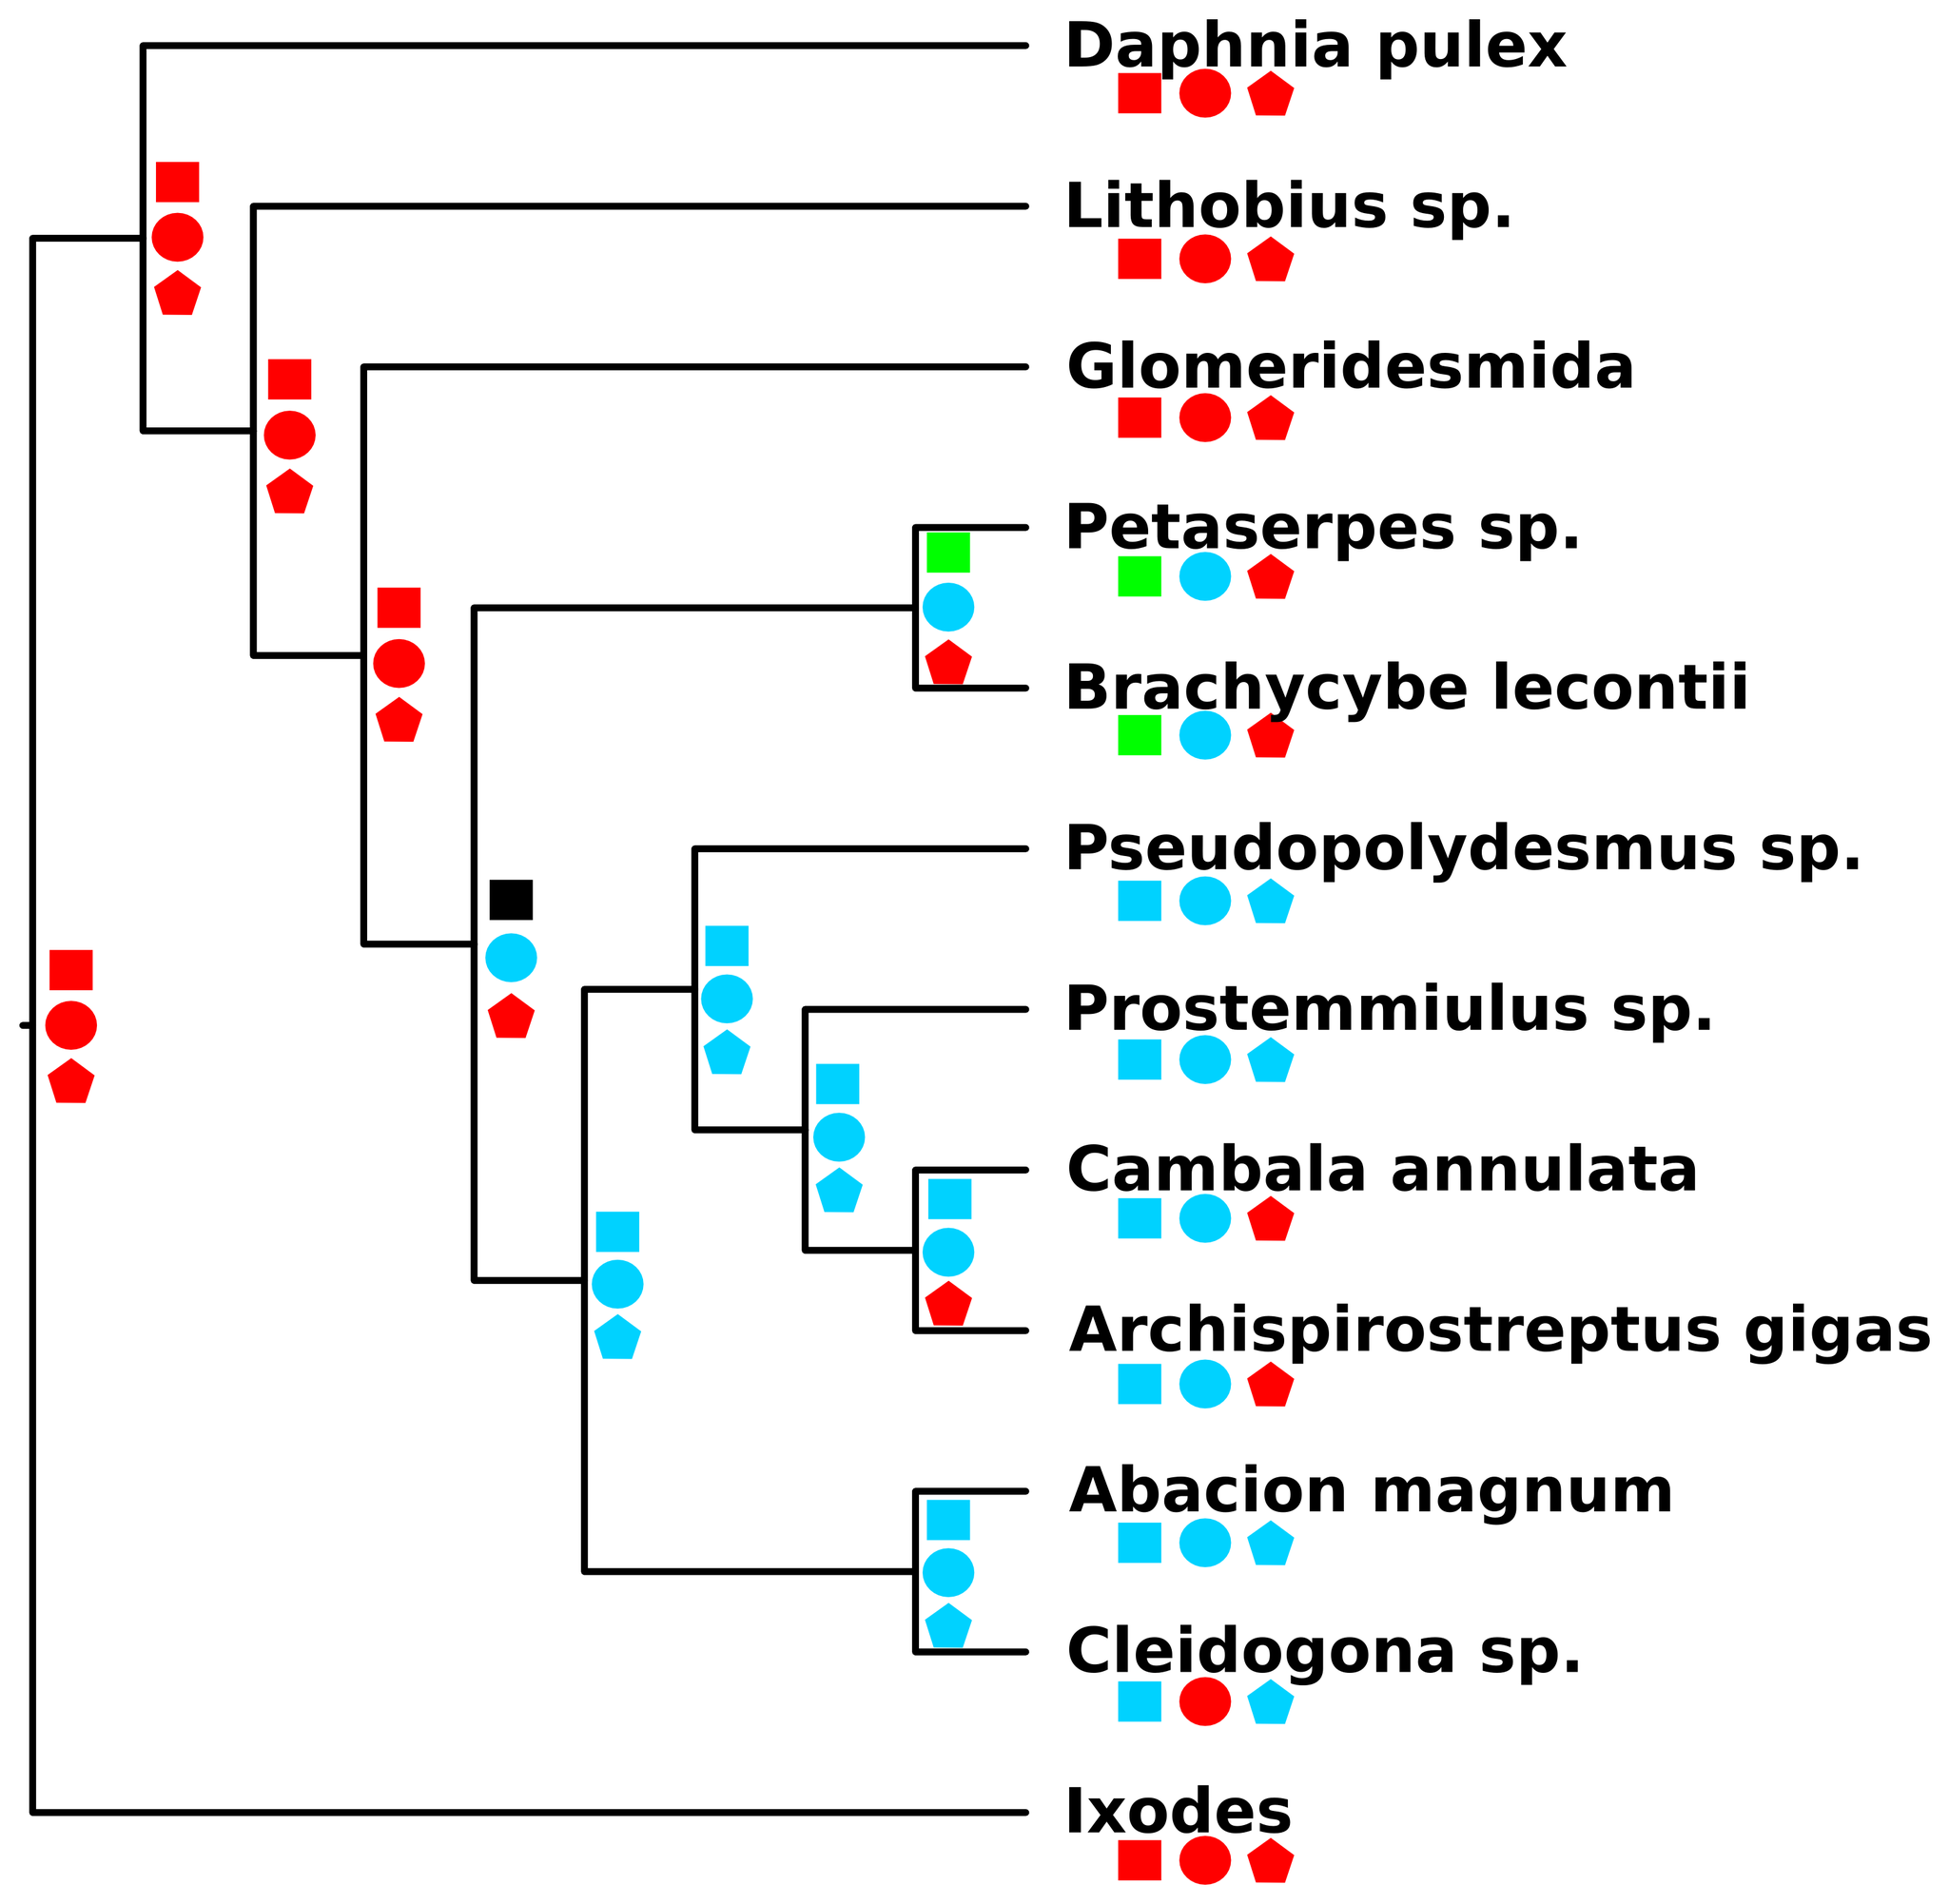 Daphnia pulex
Lithobius sp.
Glomeridesmida
Petaserpes sp.
Brachycybe lecontii
Pseudopolydesmus sp.
Prostemmiulus sp.
Cambala annulata
Archispirostreptus gigas
Abacion magnum
Cleidogona sp.
Ixodes